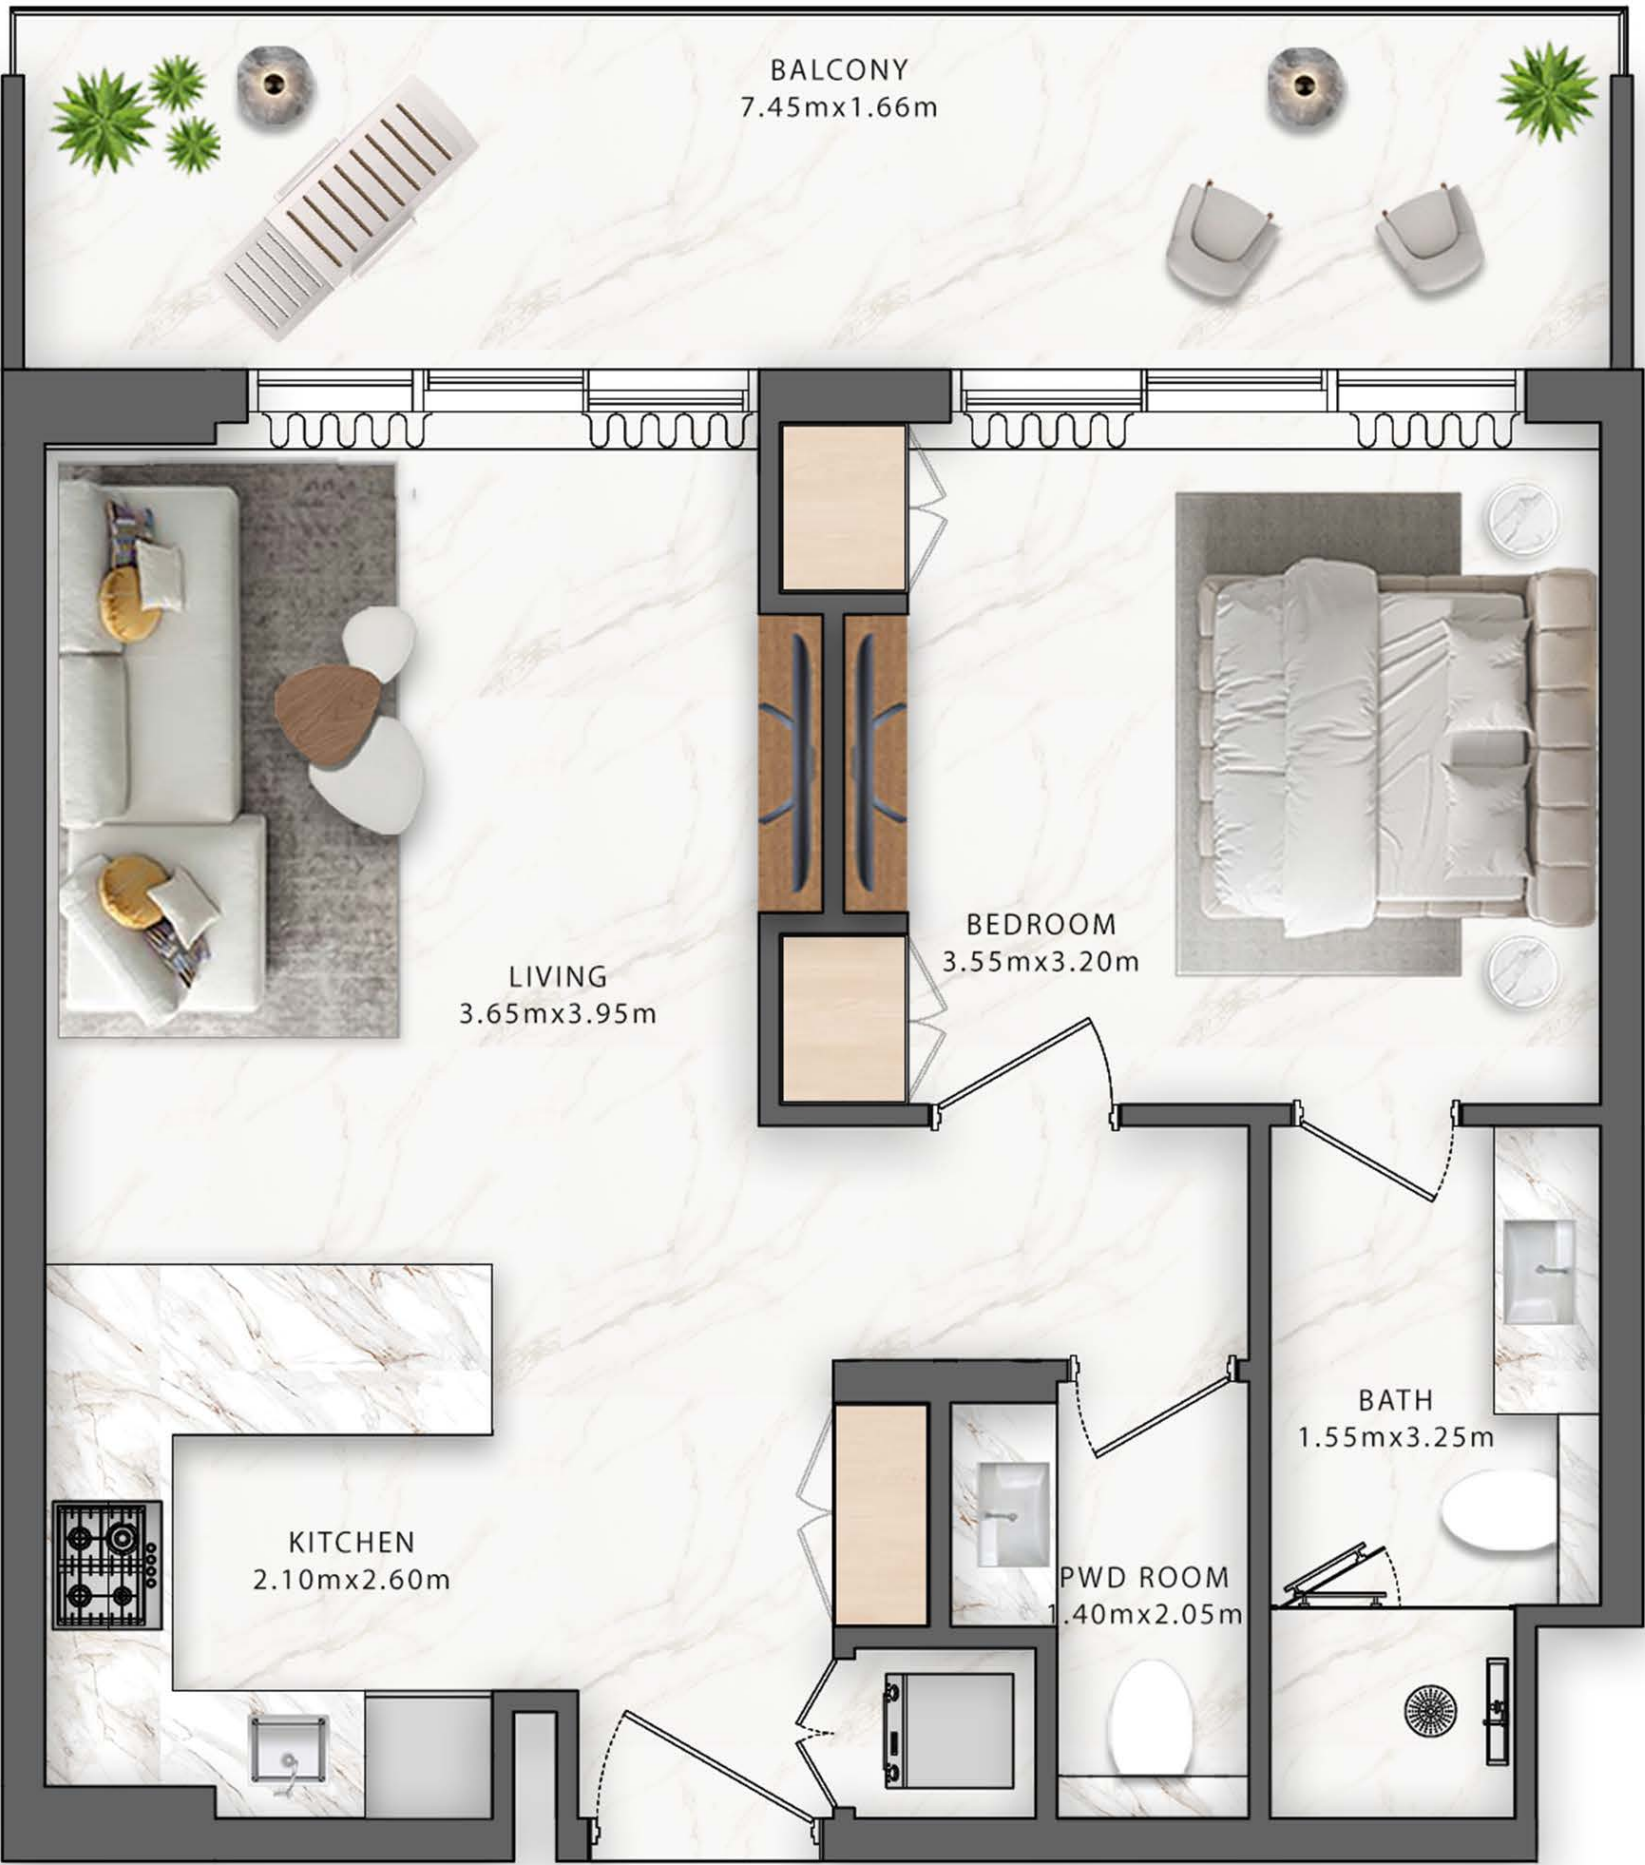 BALCONY
7.45mx1.66m
BEDROOM
3.55mx3.20m
LIVING
3.65mx3.95m
BATH
1.55mx3.25m
KITCHEN
2.10mx2.60m
PWD ROOM
1.40mx2.05m